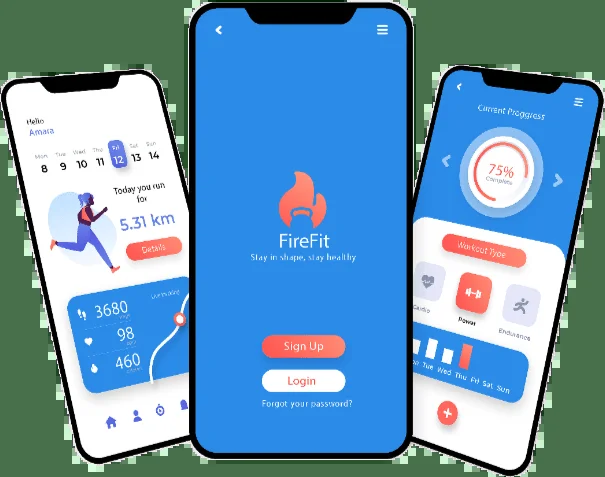 Hello
Amara
Mon Tue Wed Thu Fri Sat Sun
8 9 10 11 12 13 14
Today you run
for
5.31 km
Details
3680
98
460
FireFit
Stay in shape, stay healthy
Sign Up
Login
Forgot your password?
Current Proggress
75%
Complete
Workout Type
Cardio
Power
Endurance
Tue Wed Thu Fri Sat Sun